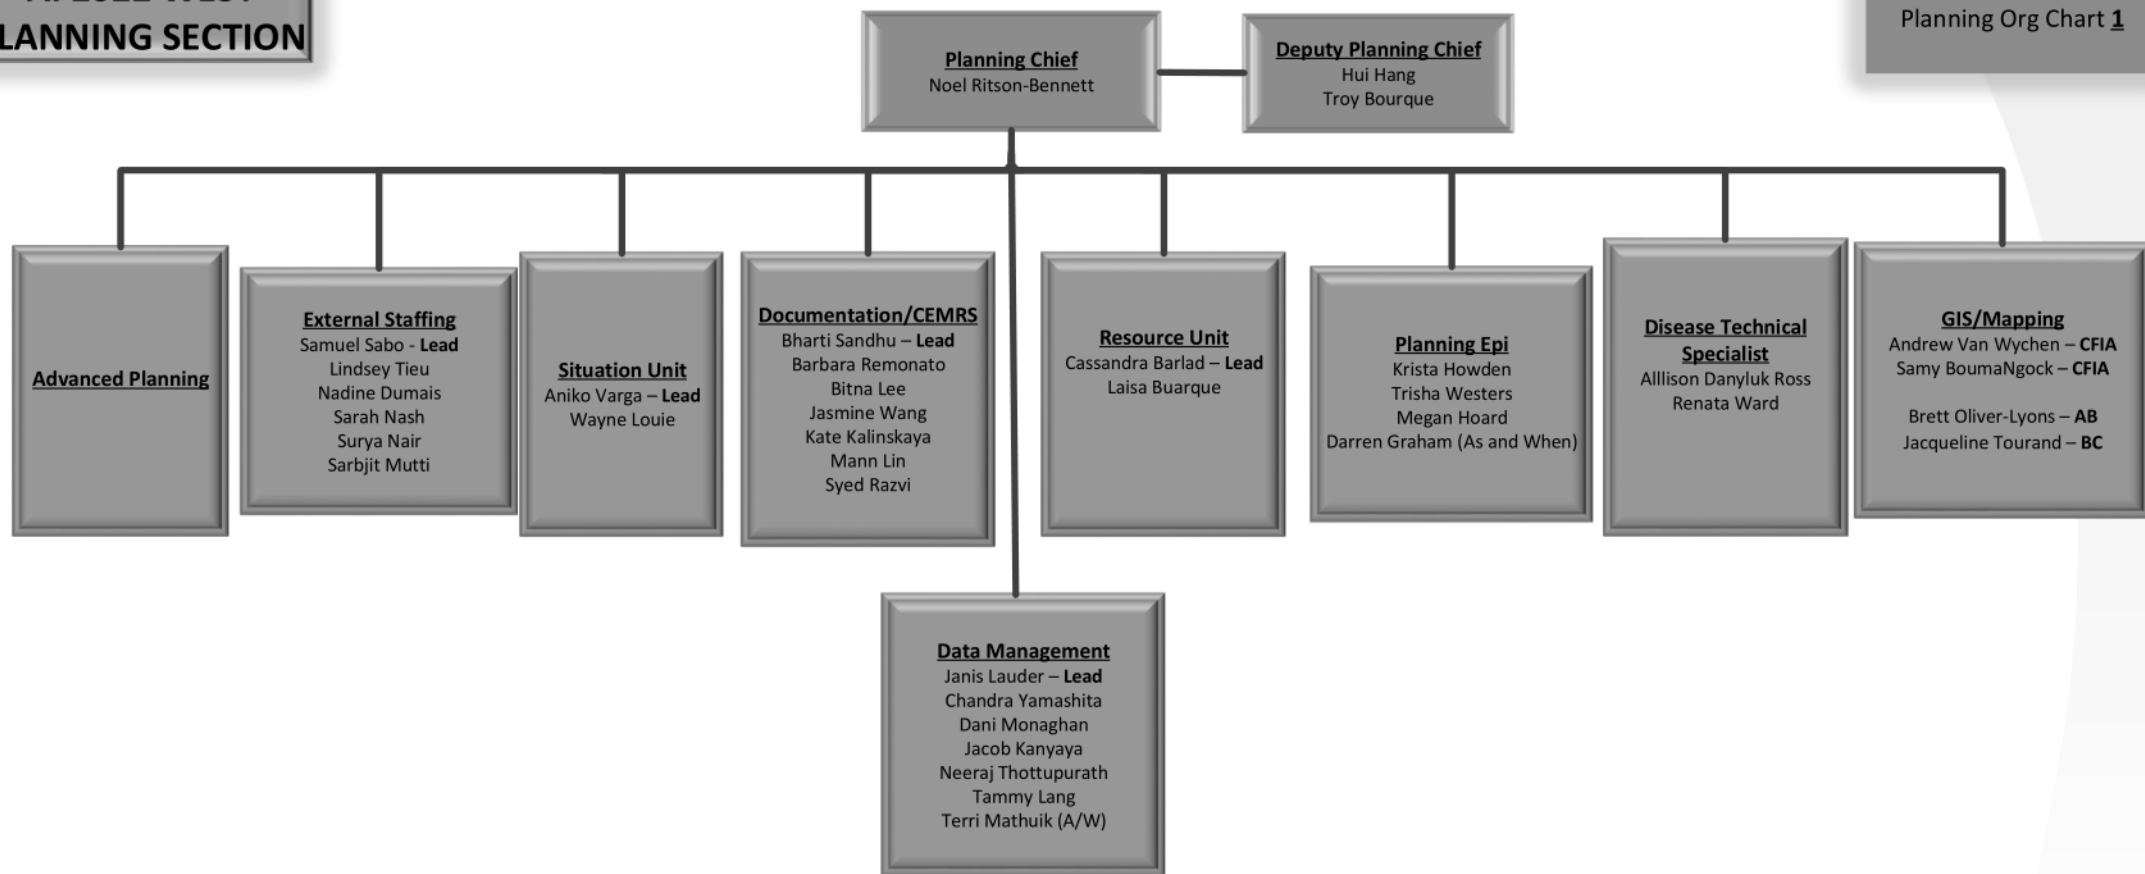 LANNING SECTION
Planning Org Chart 1
Planning Chief
Noel Ritson-Bennett
Deputy Planning Chief
Hui Hang
Troy Bourque
Advanced Planning
External Staffing
Samuel Sabo - Lead
Lindsey Tieu
Nadine Dumais
Sarah Nash
Surya Nair
Sarbjit Mutti
Situation Unit
Aniko Varga – Lead
Wayne Louie
Documentation/CEMRS
Bharti Sandhu – Lead
Barbara Remonato
Bitna Lee
Jasmine Wang
Kate Kalinskaya
Mann Lin
Syed Razvi
Resource Unit
Cassandra Barlad – Lead
Laisa Buarque
Planning Epi
Krista Howden
Trisha Westers
Megan Hoard
Darren Graham (As and When)
Disease Technical
Specialist
Alllison Danyluk Ross
Renata Ward
GIS/Mapping
Andrew Van Wychen – CFIA
Samy BoumaNgock – CFIA
Brett Oliver-Lyons – AB
Jacqueline Tourand – BC
Data Management
Janis Lauder – Lead
Chandra Yamashita
Dani Monaghan
Jacob Kanyaya
Neeraj Thottupurath
Tammy Lang
Terri Mathuik (A/W)